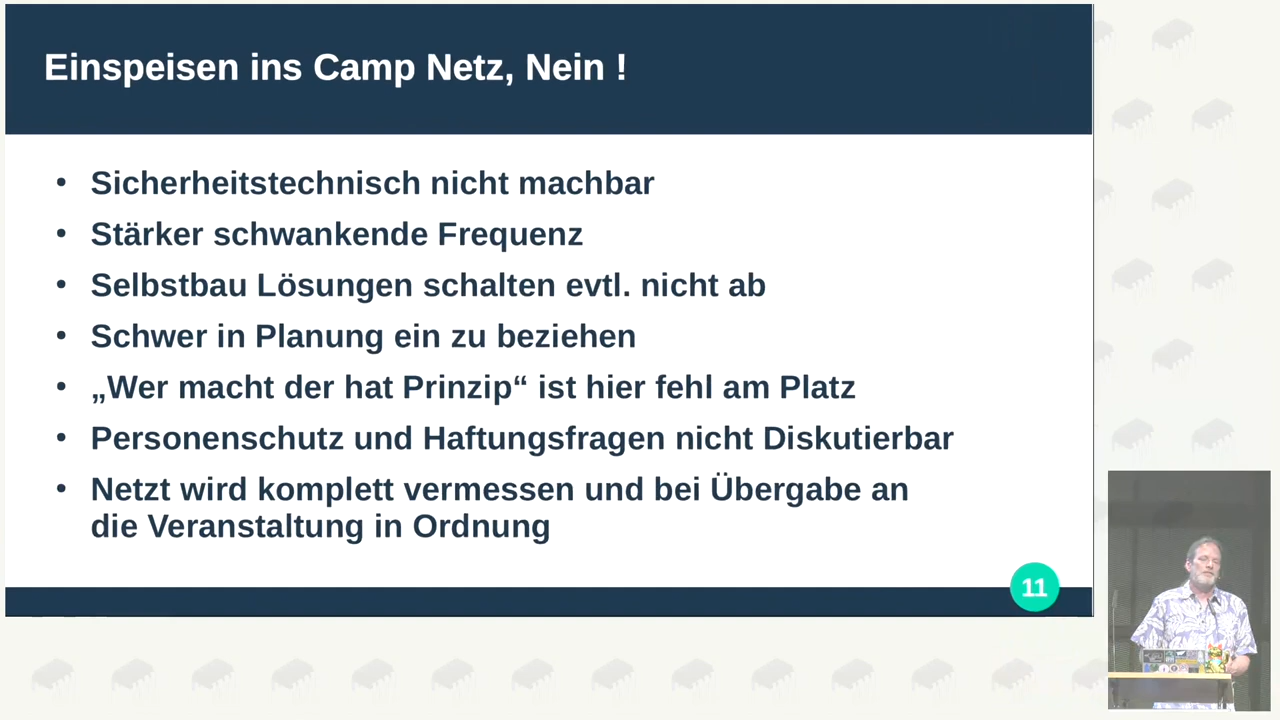 Einspeisen ins Camp Netz, Nein !
• Sicherheitstechnisch nicht machbar
• Stärker schwankende Frequenz
• Selbstbau Lösungen schalten evtl. nicht ab
• Schwer in Planung ein zu beziehen
• „Wer macht der hat Prinzip“ ist hier fehl am Platz
• Personenschutz und Haftungsfragen nicht Diskutierbar
• Netzt wird komplett vermessen und bei Übergabe an
die Veranstaltung in Ordnung
11